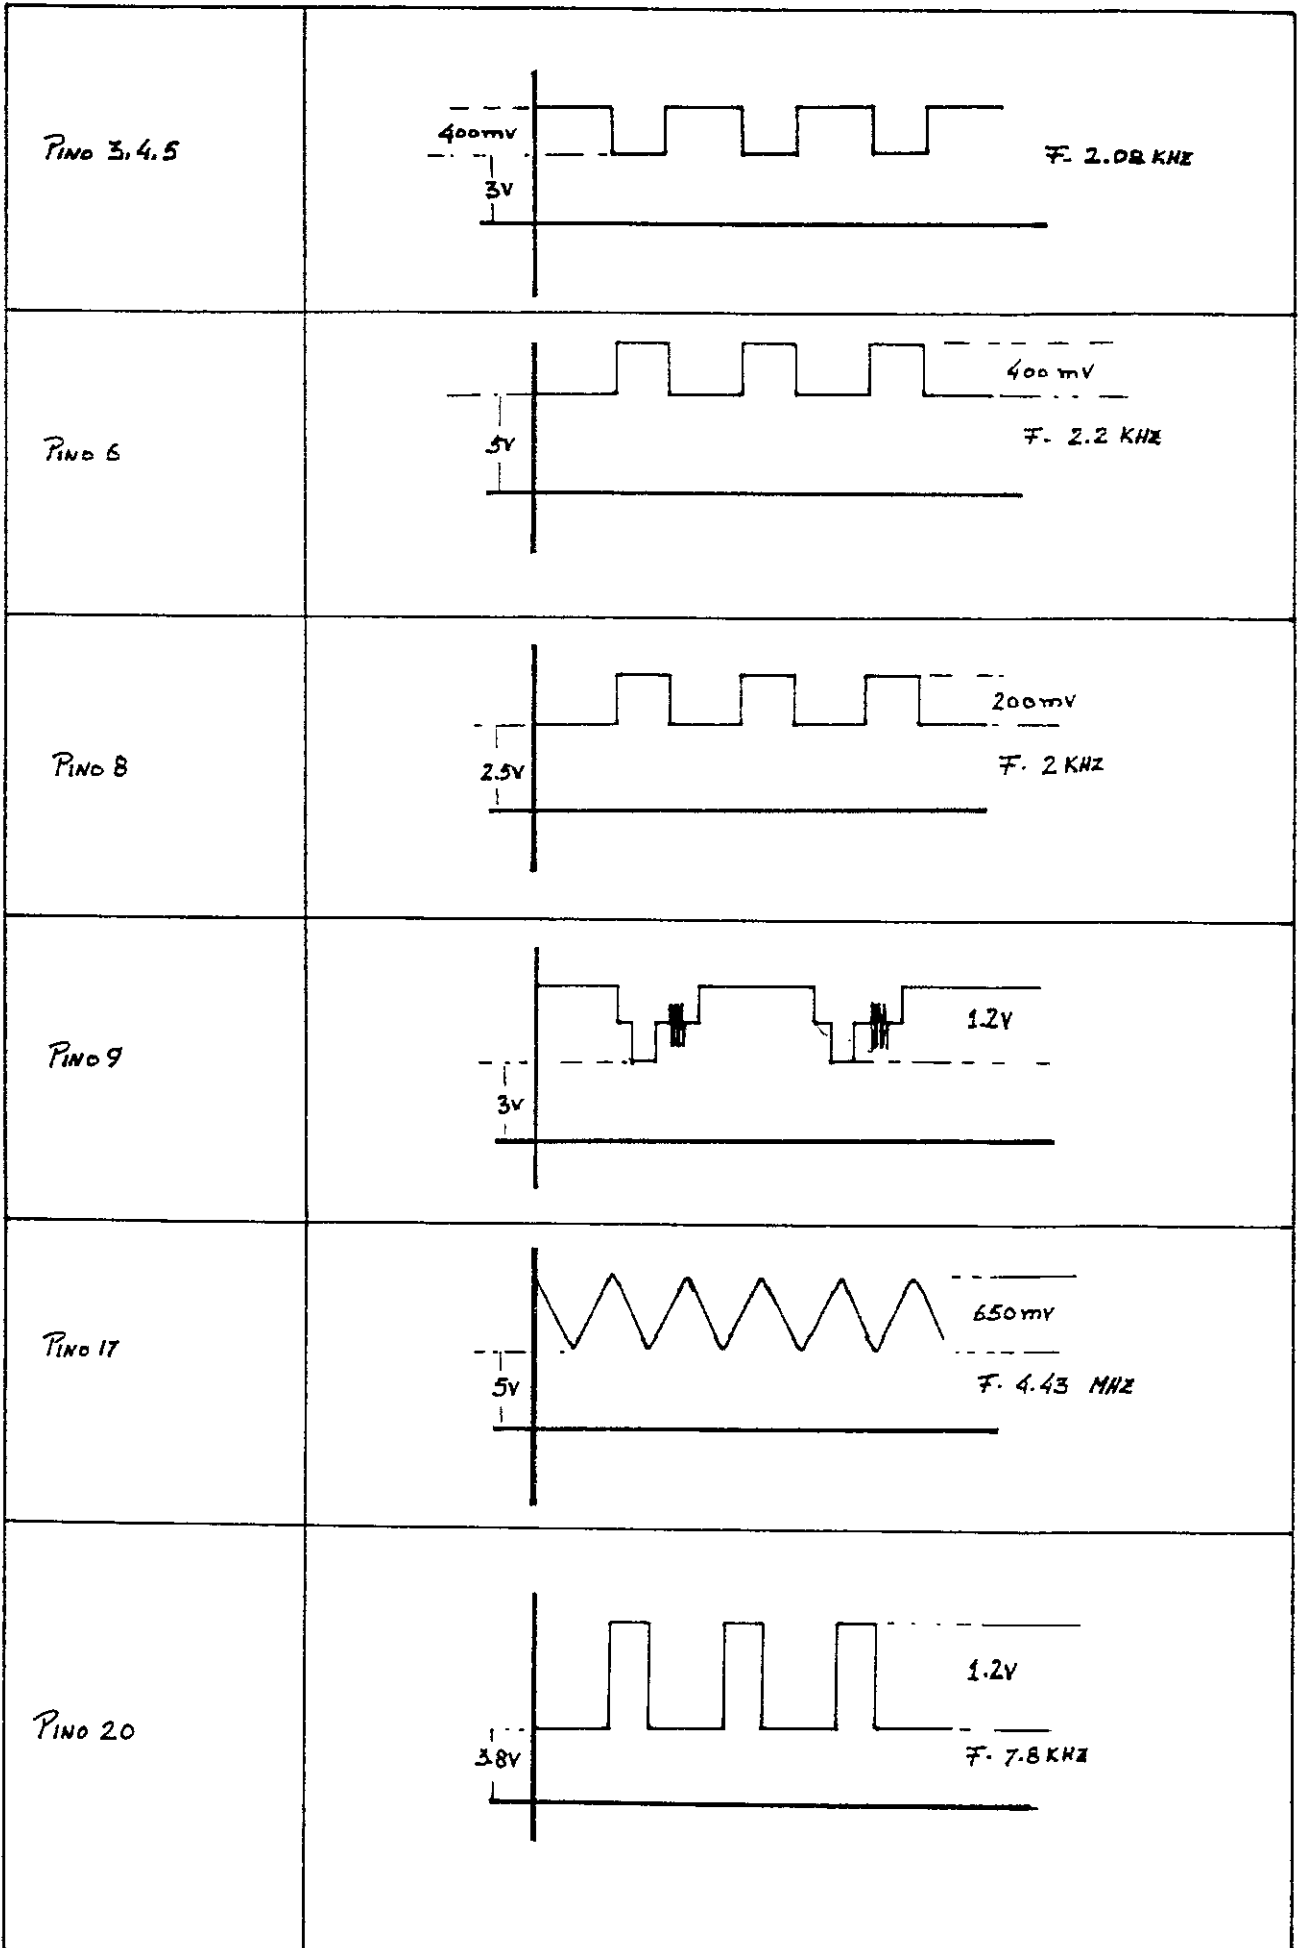 PINO 3.4.5
400mV
3V
F- 2.08 KHZ
PINO 6
400 mV
5V
F- 2.2 KHZ
PINO 8
200mV
2.5V
F. 2 KHZ
PINO 9
1.2V
3V
PINO 17
650mV
5V
F. 4.43 MHZ
PINO 20
1.2V
3.8V
F. 7.8 KHZ